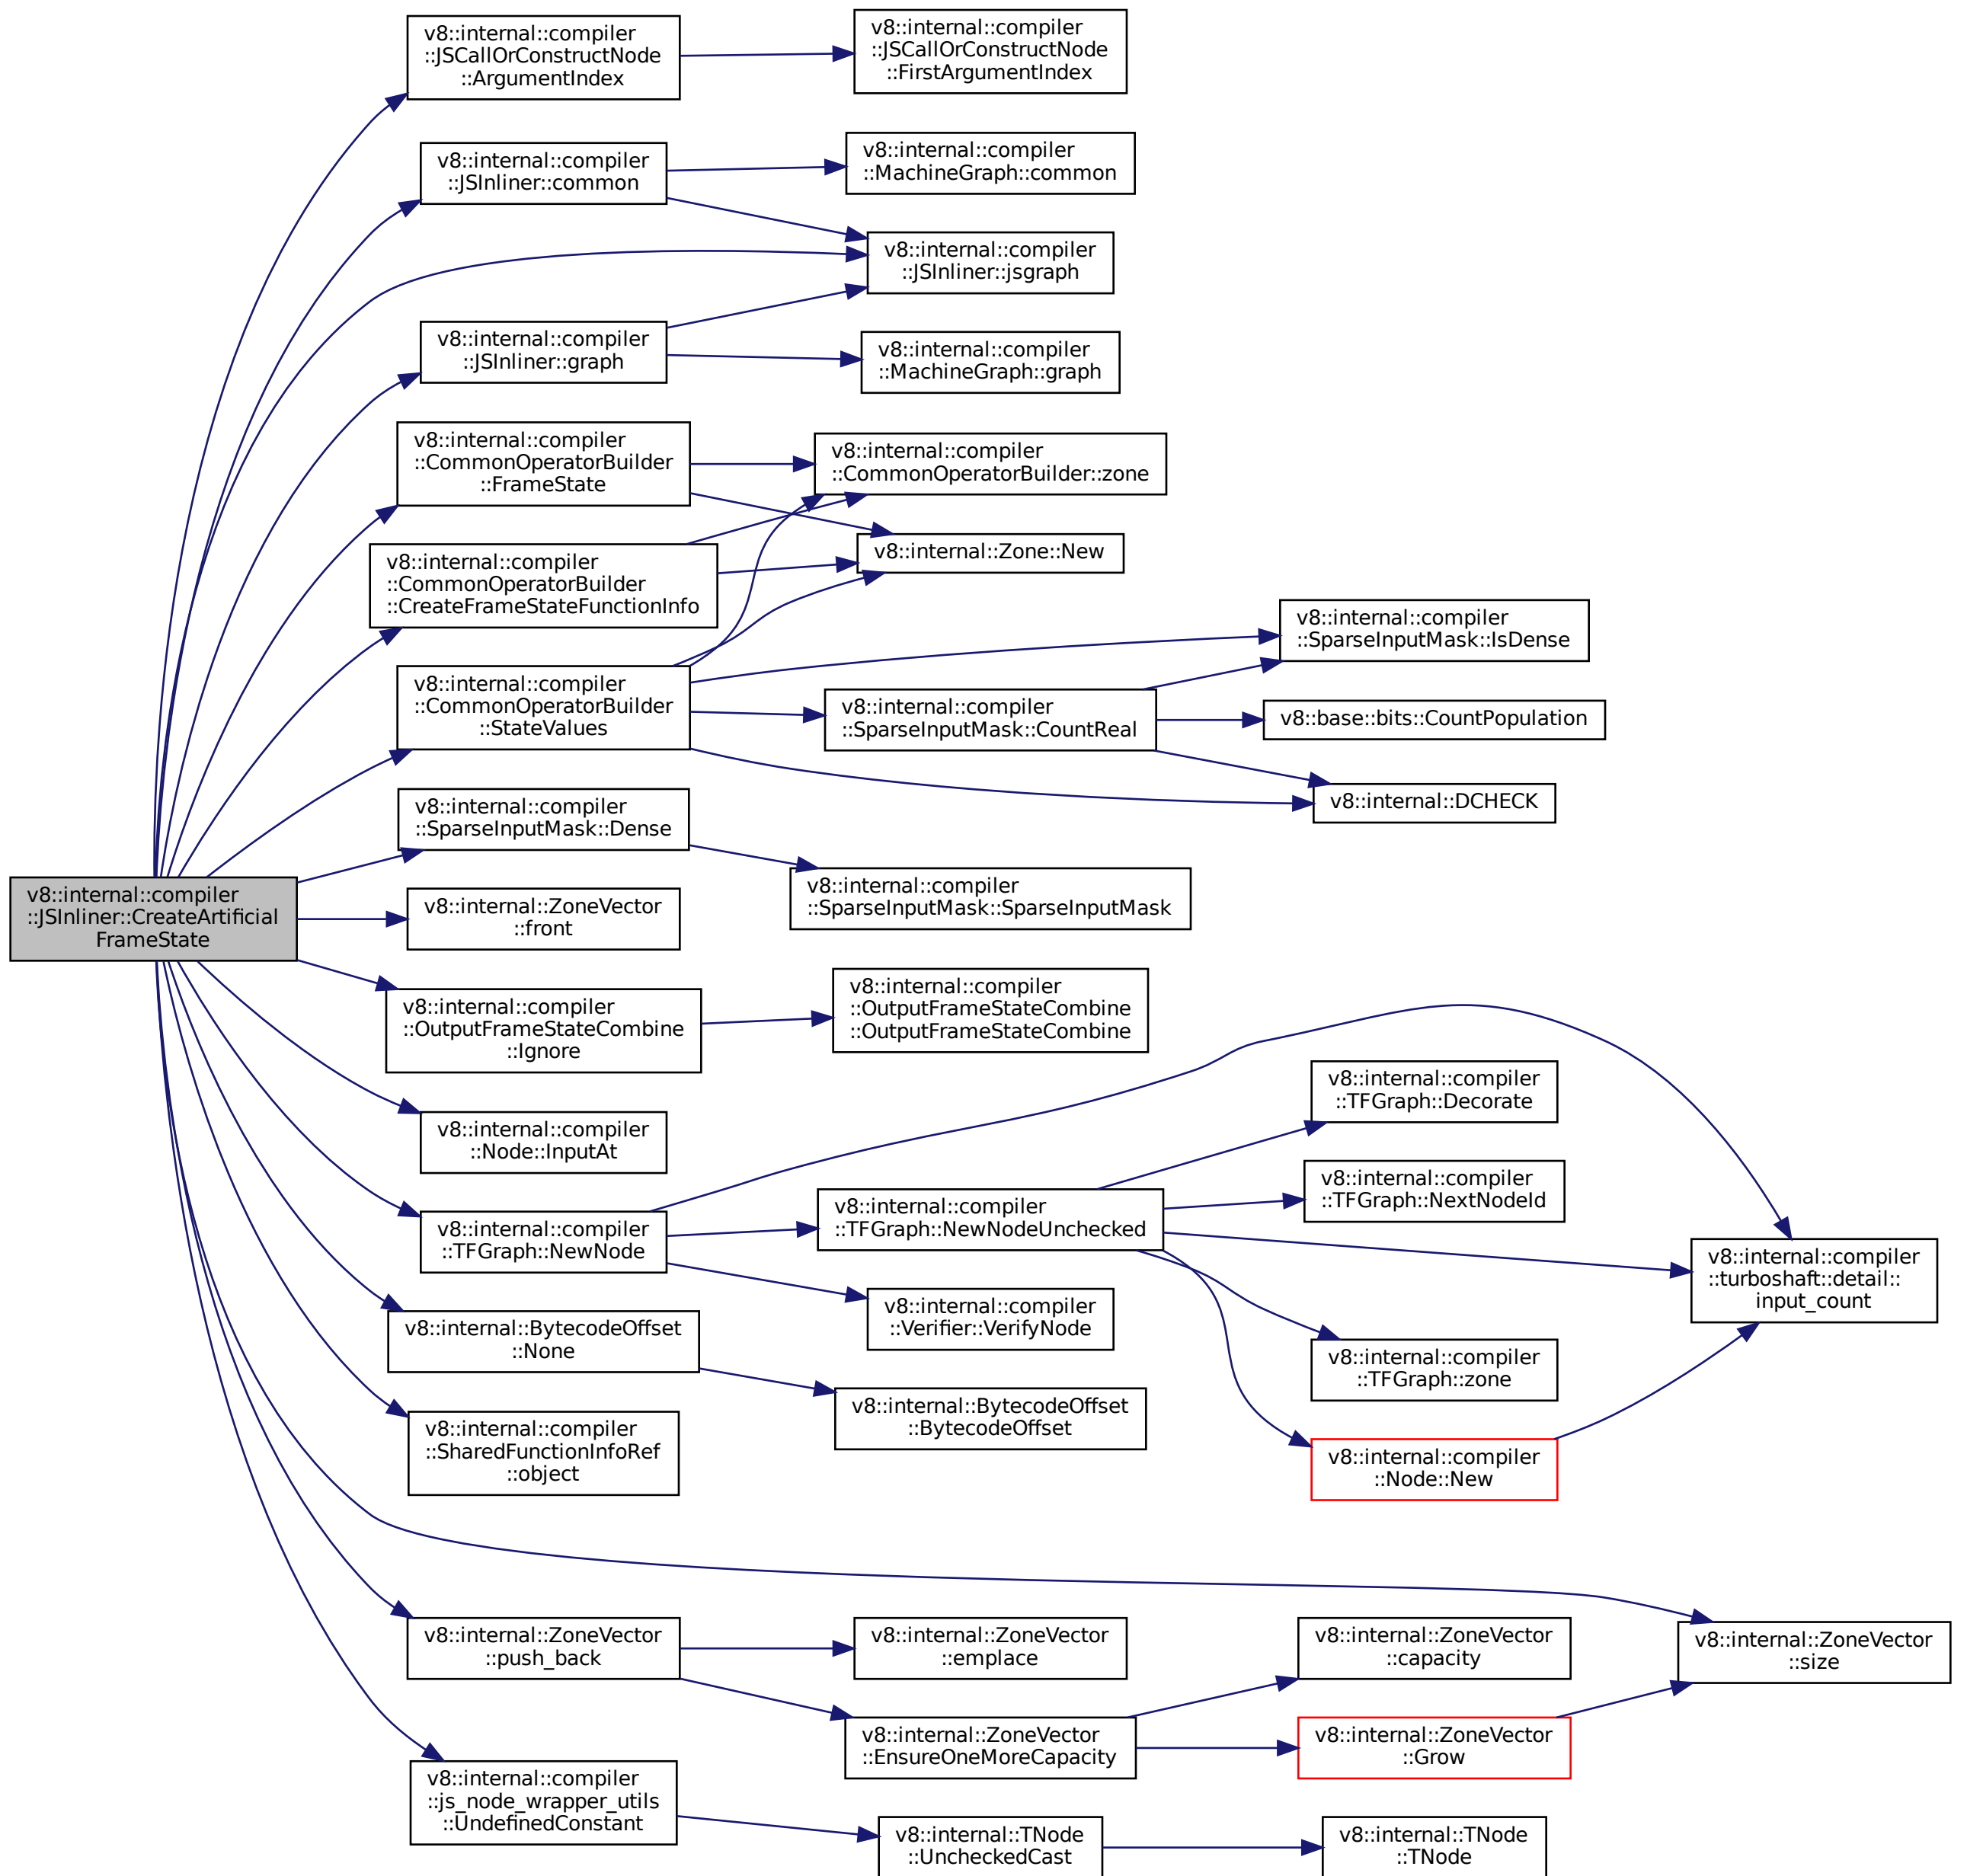 v8::internal::compiler
::JSInliner::CreateArtificial
FrameState
v8::internal::compiler
::JSCallOrConstructNode
::ArgumentIndex
v8::internal::compiler
::JSCallOrConstructNode
::FirstArgumentIndex
v8::internal::compiler
::JSInliner::common
v8::internal::compiler
::MachineGraph::common
v8::internal::compiler
::JSInliner::jsgraph
v8::internal::compiler
::JSInliner::graph
v8::internal::compiler
::MachineGraph::graph
v8::internal::compiler
::CommonOperatorBuilder
::FrameState
v8::internal::compiler
::CommonOperatorBuilder::zone
v8::internal::Zone::New
v8::internal::compiler
::CommonOperatorBuilder
::CreateFrameStateFunctionInfo
v8::internal::compiler
::CommonOperatorBuilder
::StateValues
v8::internal::compiler
::SparseInputMask::IsDense
v8::internal::compiler
::SparseInputMask::CountReal
v8::base::bits::CountPopulation
v8::internal::DCHECK
v8::internal::compiler
::SparseInputMask::Dense
v8::internal::compiler
::SparseInputMask::SparseInputMask
v8::internal::ZoneVector
::front
v8::internal::compiler
::OutputFrameStateCombine
::Ignore
v8::internal::compiler
::OutputFrameStateCombine
::OutputFrameStateCombine
v8::internal::compiler
::Node::InputAt
v8::internal::compiler
::TFGraph::NewNode
v8::internal::compiler
::TFGraph::NewNodeUnchecked
v8::internal::compiler
::TFGraph::Decorate
v8::internal::compiler
::TFGraph::NextNodeId
v8::internal::compiler
::turboshaft::detail::
input_count
v8::internal::compiler
::Verifier::VerifyNode
v8::internal::compiler
::TFGraph::zone
v8::internal::compiler
::Node::New
v8::internal::BytecodeOffset
::None
v8::internal::BytecodeOffset
::BytecodeOffset
v8::internal::compiler
::SharedFunctionInfoRef
::object
v8::internal::ZoneVector
::push_back
v8::internal::ZoneVector
::emplace
v8::internal::ZoneVector
::EnsureOneMoreCapacity
v8::internal::ZoneVector
::capacity
v8::internal::ZoneVector
::Grow
v8::internal::ZoneVector
::size
v8::internal::compiler
::js_node_wrapper_utils
::UndefinedConstant
v8::internal::TNode
::UncheckedCast
v8::internal::TNode
::TNode